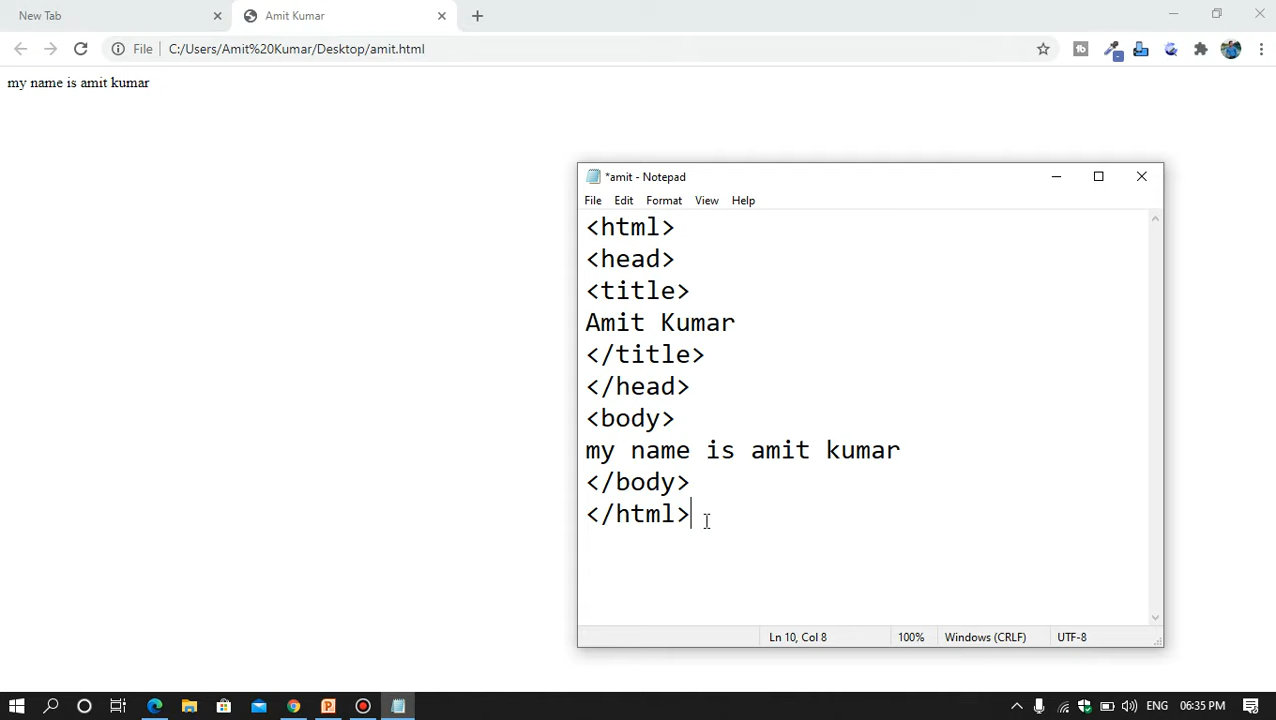 New Tab
Amit Kumar
File
C:/Users/Amit%20Kumar/Desktop/amit.html
my name is amit kumar
*amit - Notepad
File Edit Format View Help
<html>
<head>
<title>
Amit Kumar
</title>
</head>
<body>
my name is amit kumar
</body>
</html>
Ln 10, Col 8
100%
Windows (CRLF)
UTF-8
ENG
06:35 PM